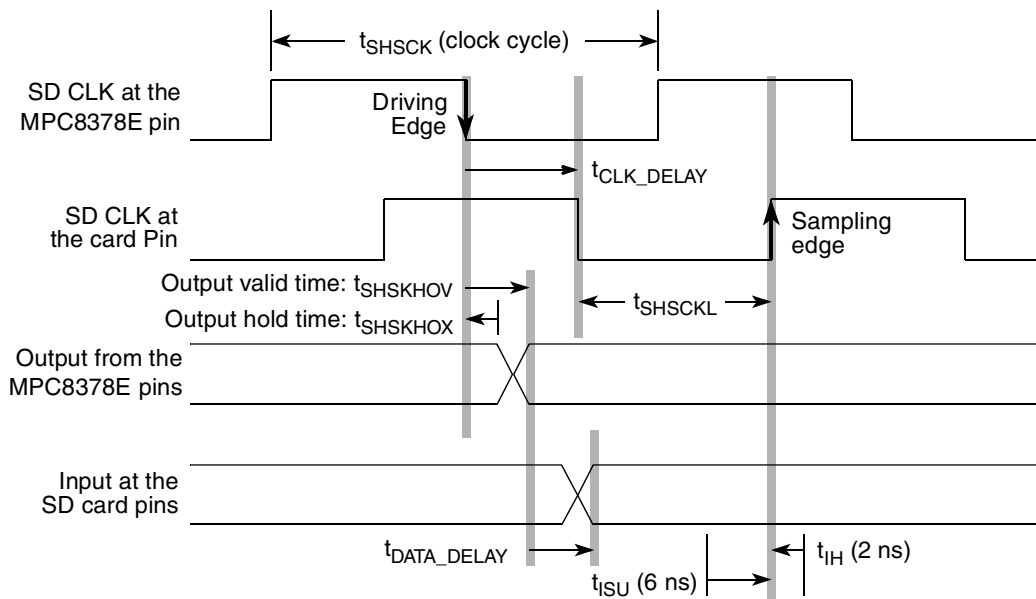 tSHSCK (clock cycle)
SD CLK at the
MPC8378E pin
Driving
Edge
tCLK_DELAY
SD CLK at
the card Pin
Sampling
edge
Output valid time: tSHSKHOV
tSHSCKL
Output hold time: tSHSKHOX
Output from the
MPC8378E pins
Input at the
SD card pins
tDATA_DELAY
tIH (2 ns)
tISU (6 ns)